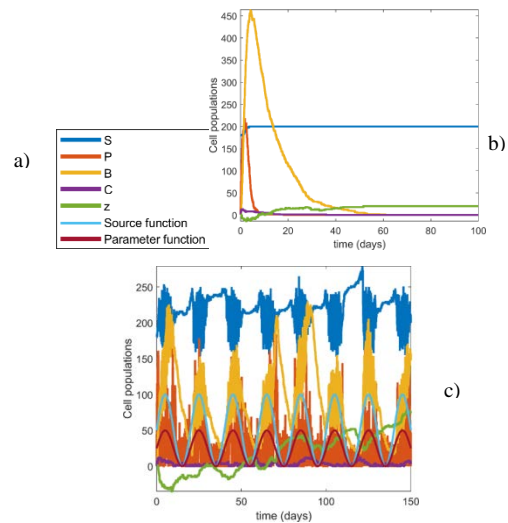 450
400
350
300
250
200
150
100
50
0
Cell populations
0 20 40 60 80 100
time (days)
b)
a)
S
P
B
C
z
Source function
Parameter function
250
200
150
100
50
0
Cell populations
0 50 100 150
time (days)
c)